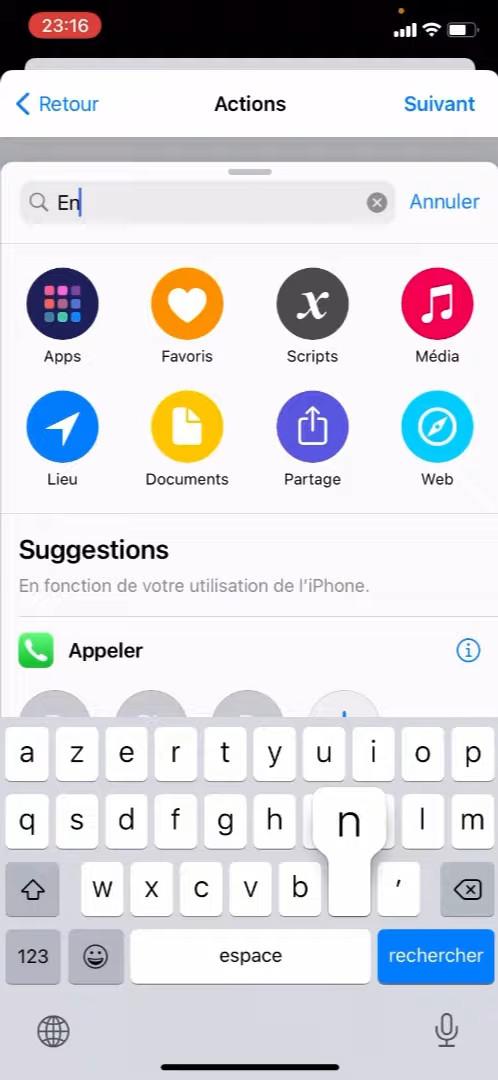 23:16
Retour
Actions
Suivant
En
Annuler
Apps
Favoris
Scripts
Média
Lieu
Documents
Partage
Web
Suggestions
En fonction de votre utilisation de l'iPhone.
Appeler
a z e r t y u i o p
q s d f g h l m
n
w x c v b '
123
espace
rechercher